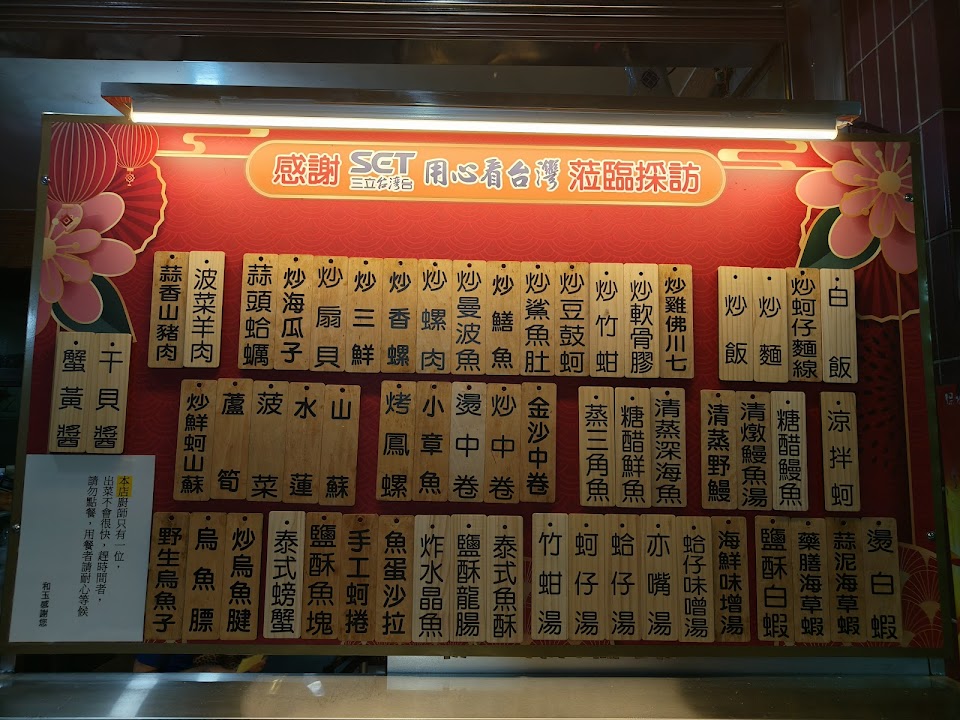 感謝 SET 三立台灣台 用心看台灣 蒞臨採訪
白飯
炒蚵仔麵線
炒麵
炒飯
炒雞佛川七
炒軟骨膠
炒竹蚶
炒豆鼓蚵
炒鯊魚肚
炒鱔魚
炒曼波魚
炒螺肉
炒香螺
炒三鮮
炒扇貝
炒海瓜子
蒜頭蛤蠣
波菜羊肉
蒜香山豬肉
干貝醬
蟹黃醬
涼拌蚵
糖醋鰻魚
清燉鰻魚湯
清蒸野鰻
清蒸深海魚
糖醋鮮魚
蒸三角魚
金沙中卷
炒中卷
燙中卷
小章魚
烤鳳螺
山蘇
水蓮
菠菜
蘆筍
炒鮮蚵山蘇
燙白蝦
蒜泥海草蝦
藥膳海草蝦
鹽酥白蝦
海鮮味增湯
蛤仔味噌湯
赤嘴湯
蛤仔湯
蚵仔湯
竹蚶湯
泰式魚酥
鹽酥龍腸
炸水晶魚
魚蛋沙拉
手工蚵捲
鹽酥魚塊
泰式螃蟹
炒烏魚腱
烏魚膘
野生烏魚子
本店廚師只有一位，
出菜不會很快，趕時間者，
請勿點餐，用餐者請耐心等候
和玉感謝您